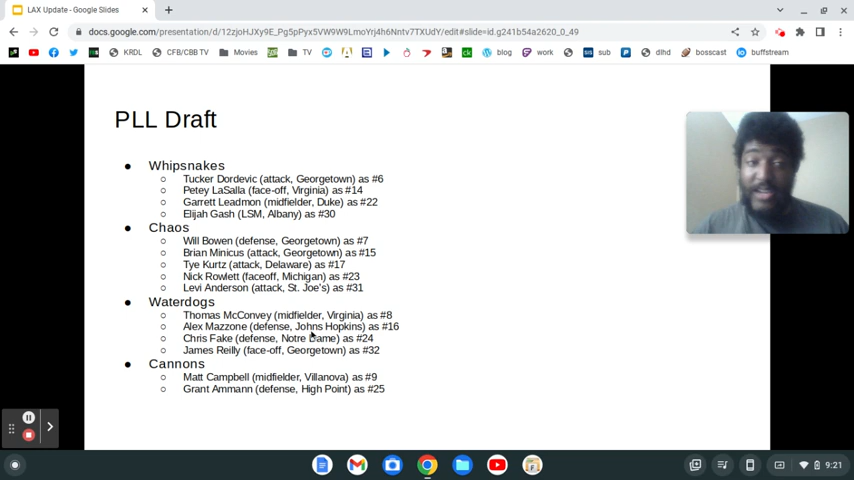 LAX Update - Google Slides
docs.google.com/presentation/d/12zjoHJXy9E_Pg5pPyx5VW9W9LmoYrj4h6Nntv7TXUdY/edit#slide=id.g241b54a2620_0_49
KRDL
CFB/CBB TV
Movies
TV
blog
work
sub
dlhd
bosscast
buffstream
PLL Draft
Whipsnakes
Tucker Dordevic (attack, Georgetown) as #6
Petey LaSalla (face-off, Virginia) as #14
Garrett Leadmon (midfielder, Duke) as #22
Elijah Gash (LSM, Albany) as #30
Chaos
Will Bowen (defense, Georgetown) as #7
Brian Minicus (attack, Georgetown) as #15
Tye Kurtz (attack, Delaware) as #17
Nick Rowlett (faceoff, Michigan) as #23
Levi Anderson (attack, St. Joe's) as #31
Waterdogs
Thomas McConvey (midfielder, Virginia) as #8
Alex Mazzone (defense, Johns Hopkins) as #16
Chris Fake (defense, Notre Dame) as #24
James Reilly (face-off, Georgetown) as #32
Cannons
Matt Campbell (midfielder, Villanova) as #9
Grant Ammann (defense, High Point) as #25
9:21